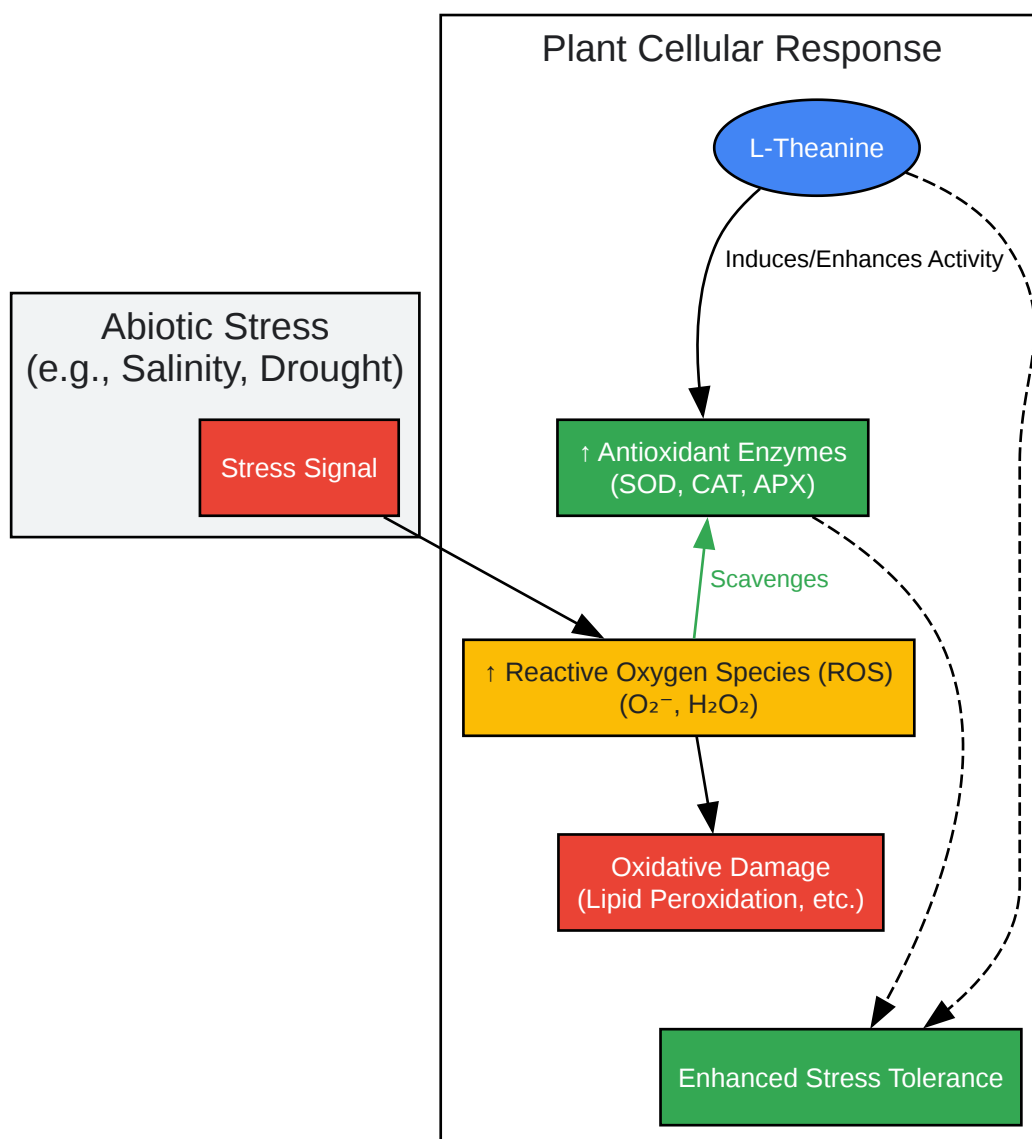 Plant Cellular Response
L-Theanine
Induces/Enhances Activity
Abiotic Stress
(e.g., Salinity, Drought)
Stress Signal
↑ Antioxidant Enzymes
(SOD, CAT, APX)
Scavenges
↑ Reactive Oxygen Species (ROS)
(O₂⁻, H₂O₂)
Oxidative Damage
(Lipid Peroxidation, etc.)
Enhanced Stress Tolerance